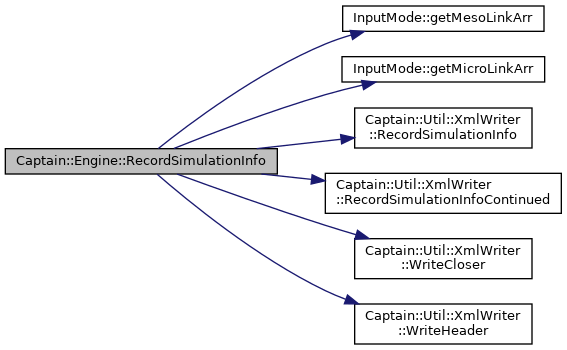 InputMode::getMesoLinkArr
InputMode::getMicroLinkArr
Captain::Util::XmlWriter
::RecordSimulationInfo
Captain::Engine::RecordSimulationInfo
Captain::Util::XmlWriter
::RecordSimulationInfoContinued
Captain::Util::XmlWriter
::WriteCloser
Captain::Util::XmlWriter
::WriteHeader